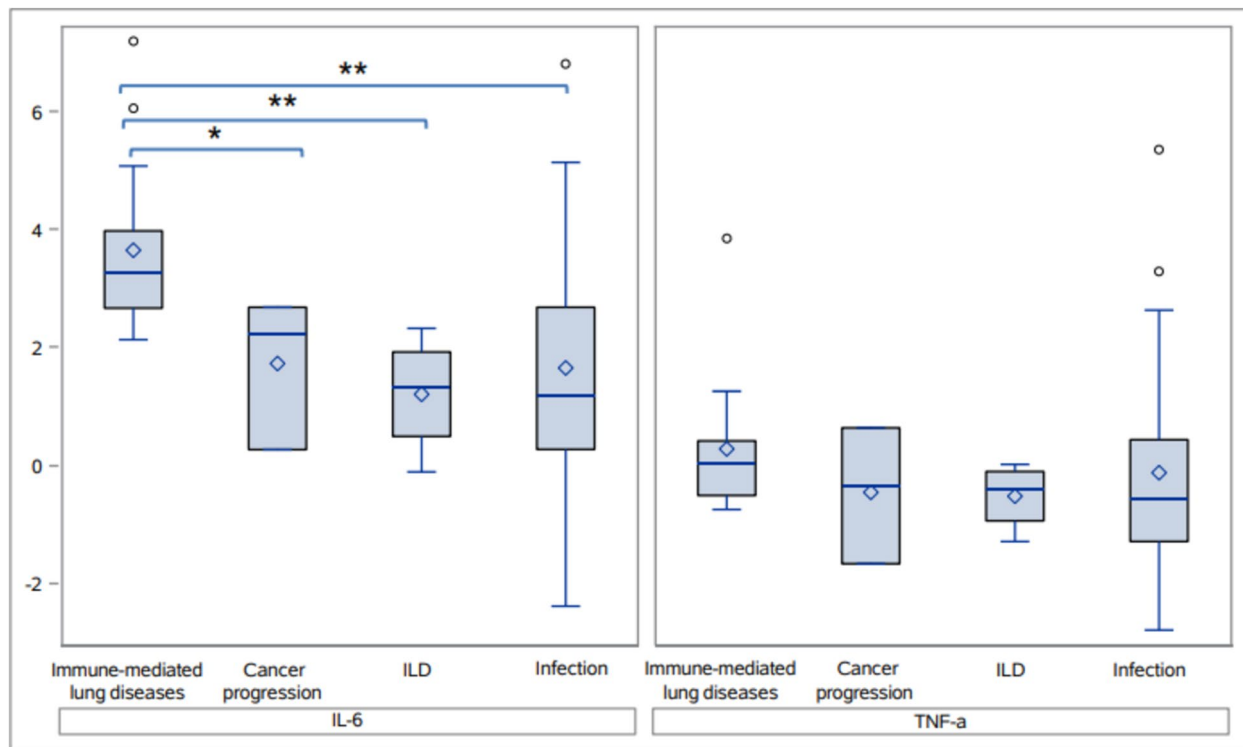 **
**
*
6
4
2
0
-2
Immune-mediated
lung diseases
Cancer
progression
ILD
Infection
IL-6
Immune-mediated
lung diseases
Cancer
progression
ILD
Infection
TNF-a